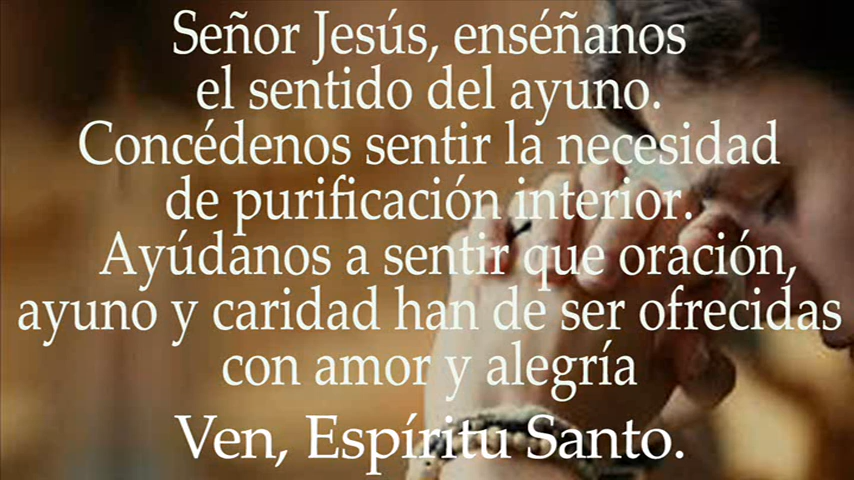 Señor Jesús, enséñanos
el sentido del ayuno.
Concédenos sentir la necesidad
de purificación interior.
Ayúdanos a sentir que oración,
ayuno y caridad han de ser ofrecidas
con amor y alegría
Ven, Espíritu Santo.